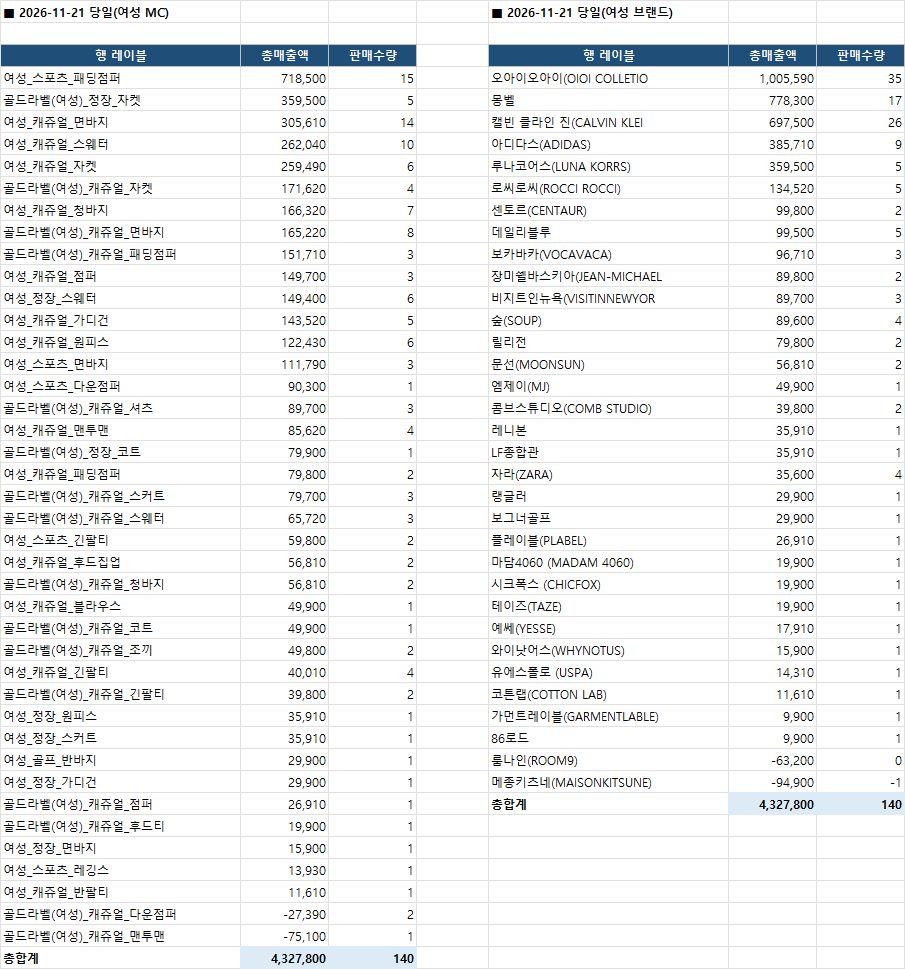 ■ 2026-11-21 당일(여성 MC)
행 레이블 총매출액 판매수량
여성_스포츠_패딩점퍼 718,500 15
골드라벨(여성)_정장_자켓 359,500 5
여성_캐쥬얼_면바지 305,610 14
여성_캐쥬얼_스웨터 262,040 10
여성_캐쥬얼_자켓 259,490 6
골드라벨(여성)_캐쥬얼_자켓 171,620 4
여성_캐쥬얼_청바지 166,320 7
골드라벨(여성)_캐쥬얼_면바지 165,220 8
골드라벨(여성)_캐쥬얼_패딩점퍼 151,710 3
여성_캐쥬얼_점퍼 149,700 3
여성_정장_스웨터 149,400 6
여성_캐쥬얼_가디건 143,520 5
여성_캐쥬얼_원피스 122,430 6
여성_스포츠_면바지 111,790 3
여성_스포츠_다운점퍼 90,300 1
골드라벨(여성)_캐쥬얼_셔츠 89,700 3
여성_캐쥬얼_맨투맨 85,620 4
골드라벨(여성)_정장_코트 79,900 1
여성_캐쥬얼_패딩점퍼 79,800 2
골드라벨(여성)_캐쥬얼_스커트 79,700 3
골드라벨(여성)_캐쥬얼_스웨터 65,720 3
여성_스포츠_긴팔티 59,800 2
여성_캐쥬얼_후드집업 56,810 2
골드라벨(여성)_캐쥬얼_청바지 56,810 2
여성_캐쥬얼_블라우스 49,900 1
골드라벨(여성)_캐쥬얼_코트 49,900 1
골드라벨(여성)_캐쥬얼_조끼 49,800 2
여성_캐쥬얼_긴팔티 40,010 4
골드라벨(여성)_캐쥬얼_긴팔티 39,800 2
여성_정장_원피스 35,910 1
여성_정장_스커트 35,910 1
여성_골프_반바지 29,900 1
여성_정장_가디건 29,900 1
골드라벨(여성)_캐쥬얼_점퍼 26,910 1
골드라벨(여성)_캐쥬얼_후드티 19,900 1
여성_정장_면바지 15,900 1
여성_스포츠_레깅스 13,930 1
여성_캐쥬얼_반팔티 11,610 1
골드라벨(여성)_캐쥬얼_다운점퍼 -27,390 2
골드라벨(여성)_캐쥬얼_맨투맨 -75,100 1
총합계 4,327,800 140
■ 2026-11-21 당일(여성 브랜드)
행 레이블 총매출액 판매수량
오아이오아이(OIOI COLLETIO 1,005,590 35
몽벨 778,300 17
캘빈 클라인 진(CALVIN KLEI 697,500 26
아디다스(ADIDAS) 385,710 9
루나코어스(LUNA KORRS) 359,500 5
로씨로씨(ROCCI ROCCI) 134,520 5
센토르(CENTAUR) 99,800 2
데일리블루 99,500 5
보카바카(VOCAVACA) 96,710 3
장미쉘바스키아(JEAN-MICHAEL 89,800 2
비지트인뉴욕(VISITINNEWYOR 89,700 3
숲(SOUP) 89,600 4
릴리전 79,800 2
문선(MOONSUN) 56,810 2
엠제이(MJ) 49,900 1
콤브스튜디오(COMB STUDIO) 39,800 2
레니본 35,910 1
LF종합관 35,910 1
자라(ZARA) 35,600 4
랭글러 29,900 1
보그너골프 29,900 1
플레이블(PLABEL) 26,910 1
마담4060 (MADAM 4060) 19,900 1
시크폭스 (CHICFOX) 19,900 1
테이즈(TAZE) 19,900 1
예쎄(YESSE) 17,910 1
와이낫어스(WHYNOTUS) 15,900 1
유에스폴로 (USPA) 14,310 1
코튼랩(COTTON LAB) 11,610 1
가먼트레이블(GARMENTLABLE) 9,900 1
86로드 9,900 1
룸나인(ROOM9) -63,200 0
메종키츠네(MAISONKITSUNE) -94,900 -1
총합계 4,327,800 140